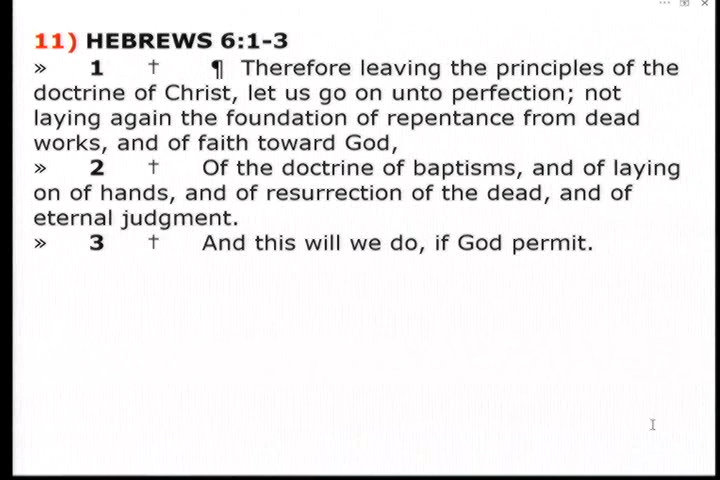 11) HEBREWS 6:1-3
» 1 † ¶ Therefore leaving the principles of the
doctrine of Christ, let us go on unto perfection; not
laying again the foundation of repentance from dead
works, and of faith toward God,
» 2 † Of the doctrine of baptisms, and of laying
on of hands, and of resurrection of the dead, and of
eternal judgment.
» 3 † And this will we do, if God permit.